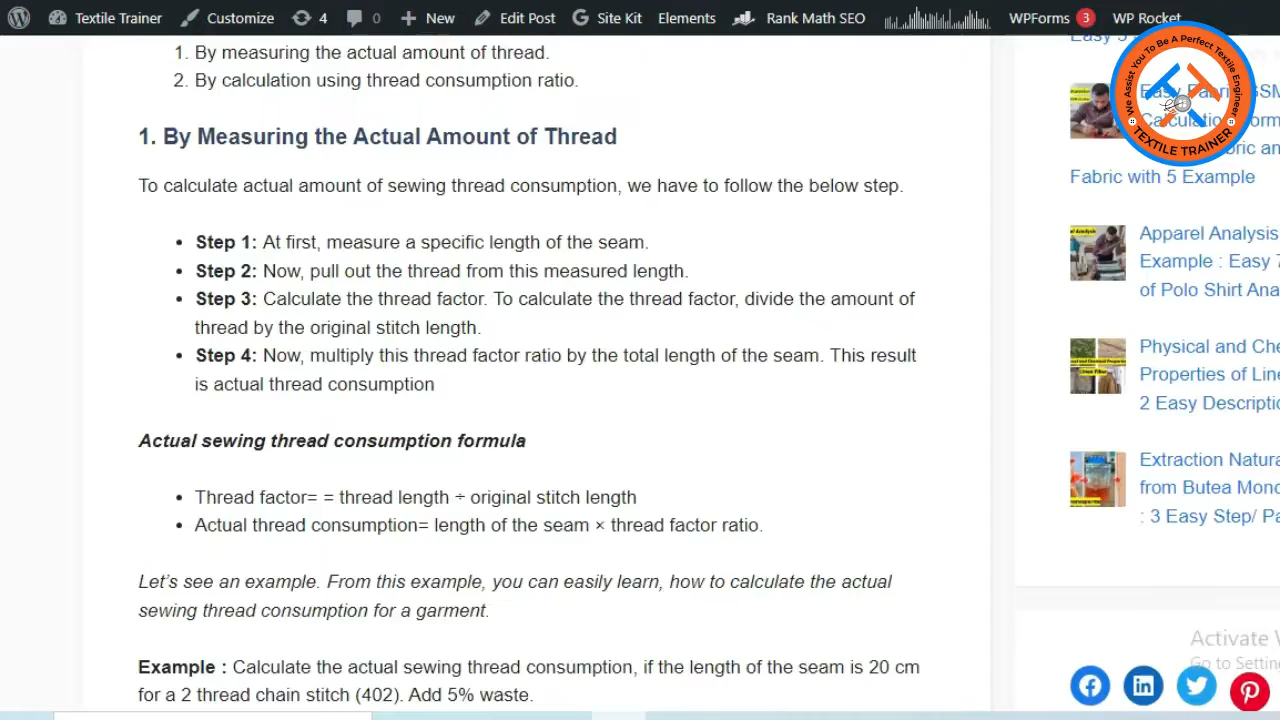 Textile Trainer Customize 4 0 New Edit Post Site Kit Elements Rank Math SEO WPForms 3 WP Rocket
1. By measuring the actual amount of thread.
2. By calculation using thread consumption ratio.
1. By Measuring the Actual Amount of Thread
To calculate actual amount of sewing thread consumption, we have to follow the below step.
Step 1: At first, measure a specific length of the seam.
Step 2: Now, pull out the thread from this measured length.
Step 3: Calculate the thread factor. To calculate the thread factor, divide the amount of
thread by the original stitch length.
Step 4: Now, multiply this thread factor ratio by the total length of the seam. This result
is actual thread consumption
Actual sewing thread consumption formula
Thread factor= = thread length ÷ original stitch length
Actual thread consumption= length of the seam × thread factor ratio.
Let's see an example. From this example, you can easily learn, how to calculate the actual
sewing thread consumption for a garment.
Example : Calculate the actual sewing thread consumption, if the length of the seam is 20 cm
for a 2 thread chain stitch (402). Add 5% waste.
We Assist You To Be A Perfect Textile Engineer
TEXTILE TRAINER
Fabric with 5 Example
Apparel Analysis
Example : Easy 7
of Polo Shirt Ana
Physical and Che
Properties of Line
2 Easy Descriptio
Extraction Natura
from Butea Mono
: 3 Easy Step/ Pa
Activate W
Go to Settin